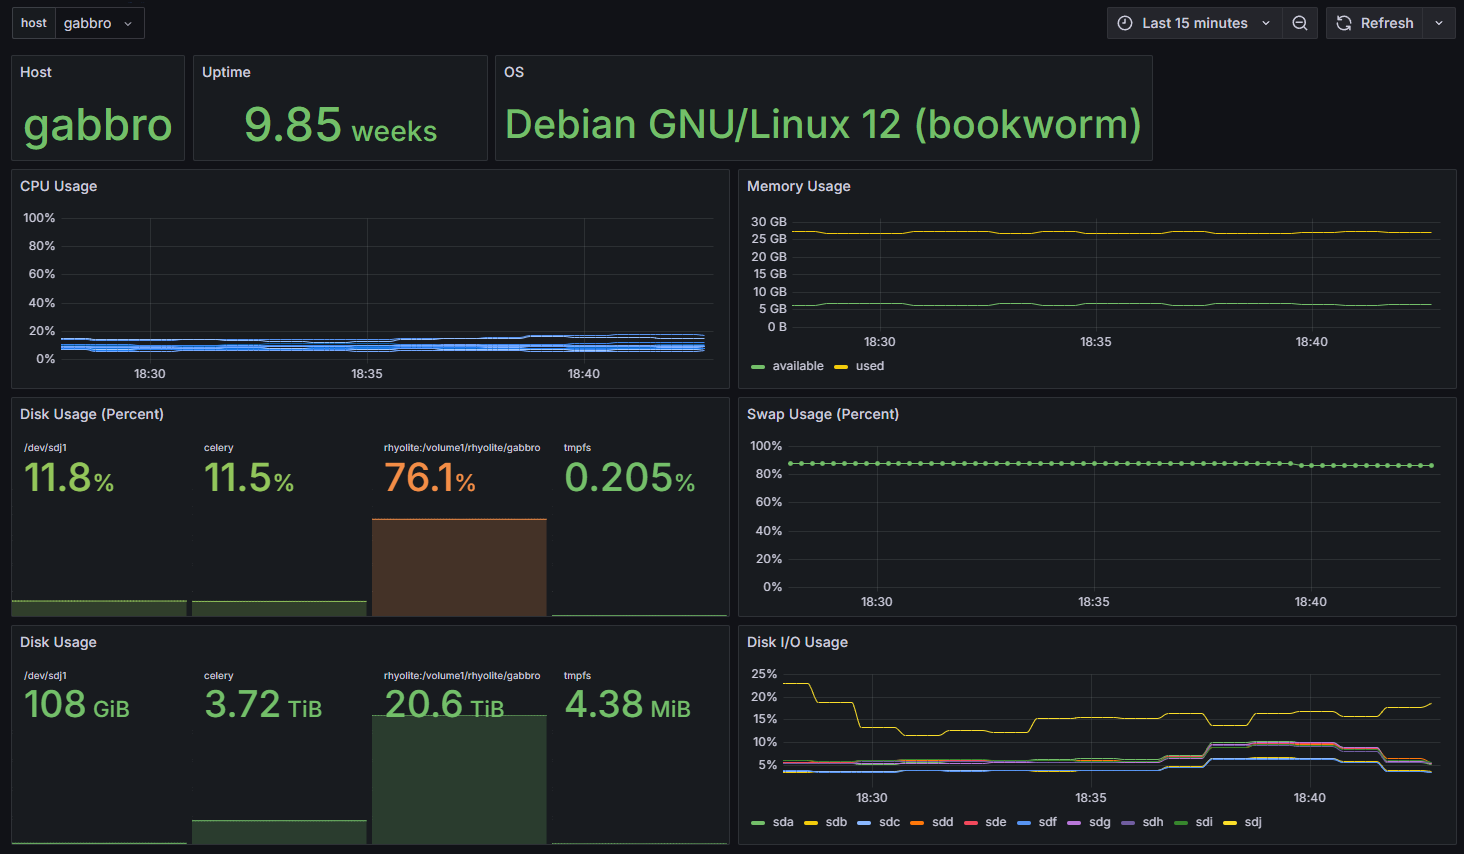 host gabbro Last 15 minutes Refresh
Host
gabbro
Uptime
9.85 weeks
OS
Debian GNU/Linux 12 (bookworm)
CPU Usage
100%
80%
60%
40%
20%
0%
18:30 18:35 18:40
Memory Usage
30 GB
25 GB
20 GB
15 GB
10 GB
5 GB
0 B
18:30 18:35 18:40
available used
Disk Usage (Percent)
/dev/sdj1
11.8%
celery
11.5%
rhyolite:/volume1/rhyolite/gabbro
76.1%
tmpfs
0.205%
Swap Usage (Percent)
100%
80%
60%
40%
20%
0%
18:30 18:35 18:40
Disk Usage
/dev/sdj1
108 GiB
celery
3.72 TiB
rhyolite:/volume1/rhyolite/gabbro
20.6 TiB
tmpfs
4.38 MiB
Disk I/O Usage
25%
20%
15%
10%
5%
18:30 18:35 18:40
sda sdb sdc sdd sde sdf sdg sdh sdi sdj